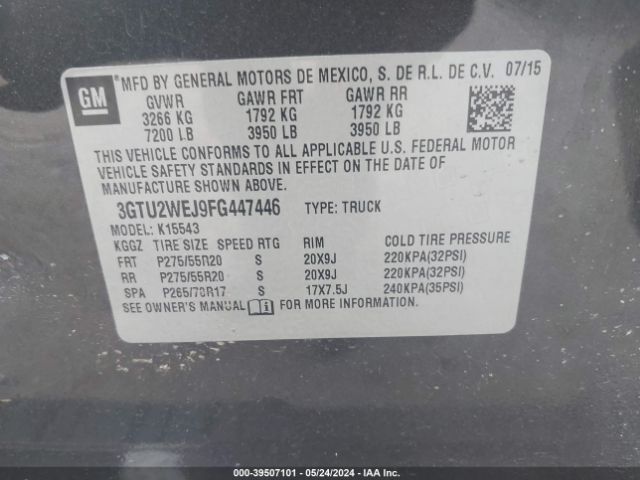 GM
*MFD BY GENERAL MOTORS DE MEXICO, S. DE R.L. DE C.V. 07/15
GVWR GAWR FRT GAWR RR
3266 KG 1792 KG 1792 KG
7200 LB 3950 LB 3950 LB
THIS VEHICLE CONFORMS TO ALL APPLICABLE U.S. FEDERAL MOTOR
VEHICLE SAFETY STANDARDS IN EFFECT ON THE DATE OF
MANUFACTURE SHOWN ABOVE.
3GTU2WEJ9FG447446 TYPE: TRUCK
MODEL: K15543
KGGZ TIRE SIZE SPEED RTG RIM COLD TIRE PRESSURE
FRT P275/55R20 S 20X9J 220KPA(32PSI)
RR P275/55R20 S 20X9J 220KPA(32PSI)
SPA P265/70R17 S 17X7.5J 240KPA(35PSI)
SEE OWNER'S MANUAL FOR MORE INFORMATION.
000-39507101 - 05/24/2024 - IAAI.com